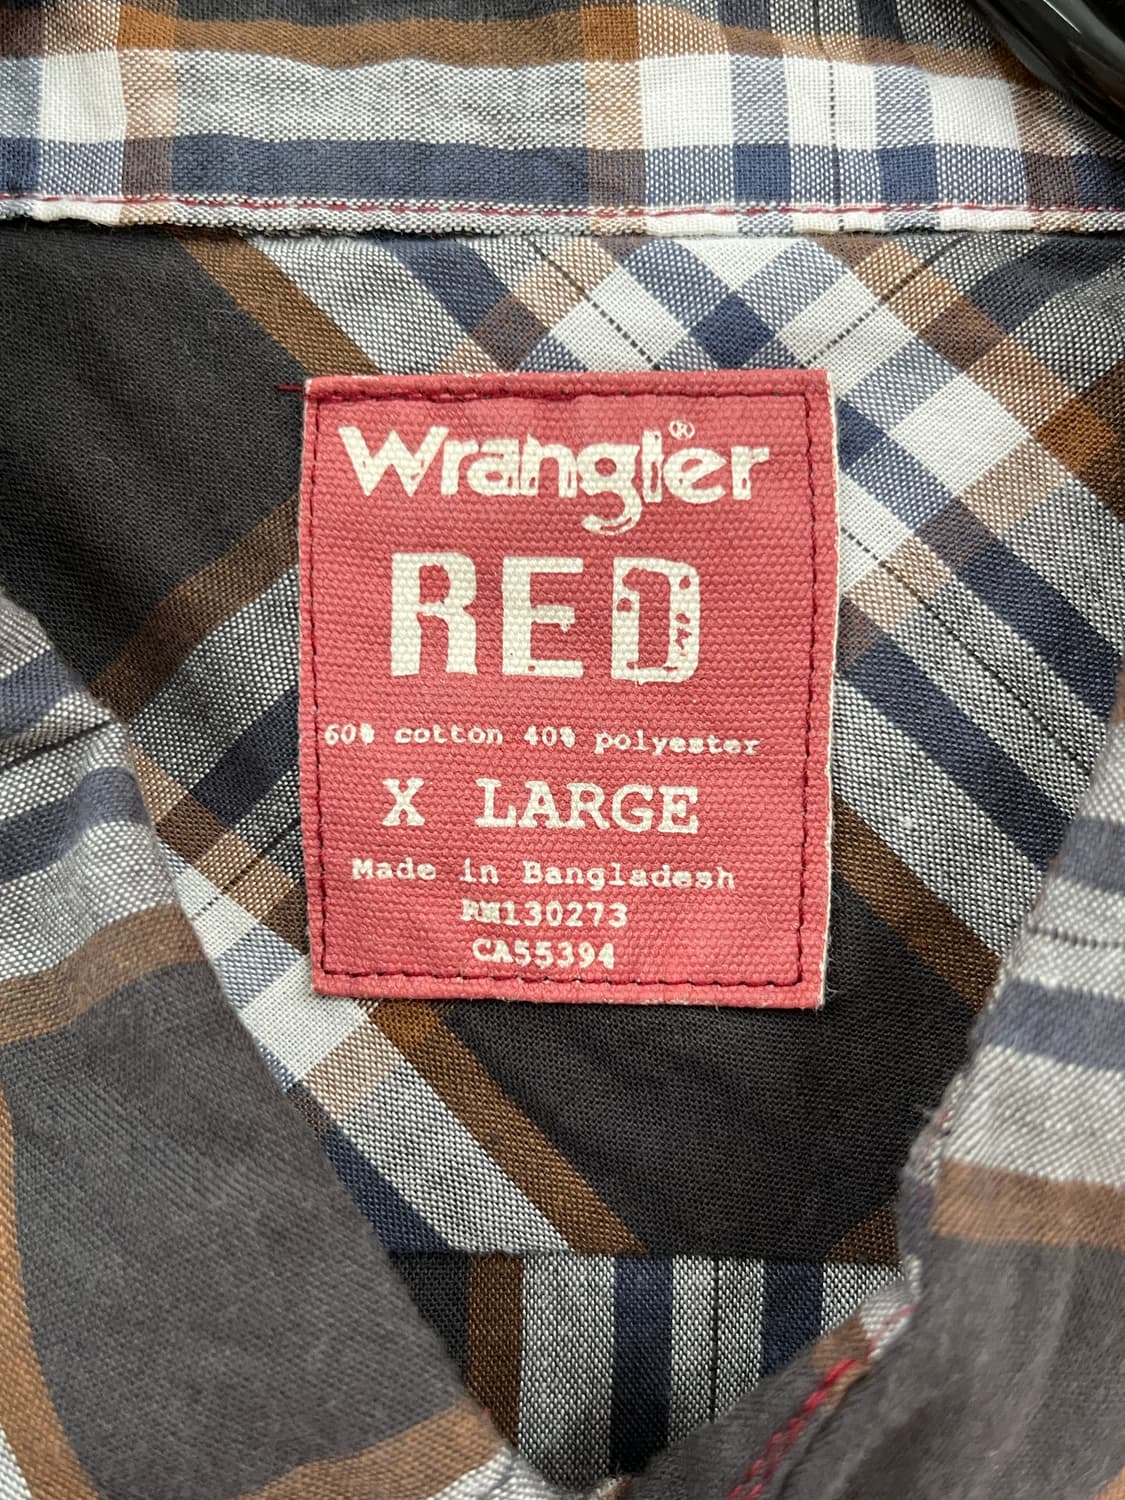 Wrangler®
RED
60% cotton 40% polyester
X LARGE
Made in Bangladesh
RN130273
CA55394